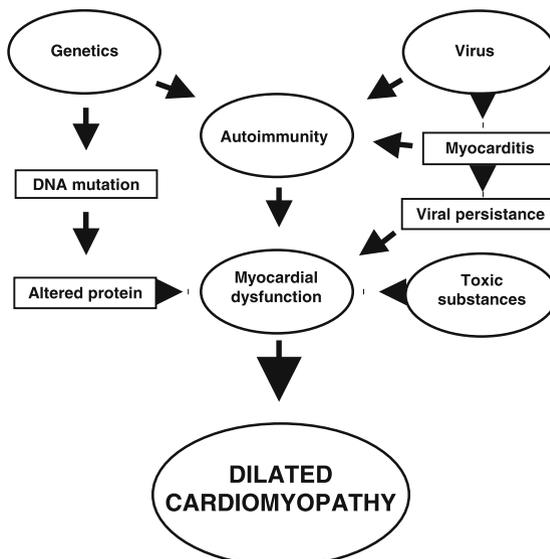 Genetics
Virus
Autoimmunity
Myocarditis
DNA mutation
Viral persistance
Myocardial
dysfunction
Toxic
substances
Altered protein
DILATED
CARDIOMYOPATHY